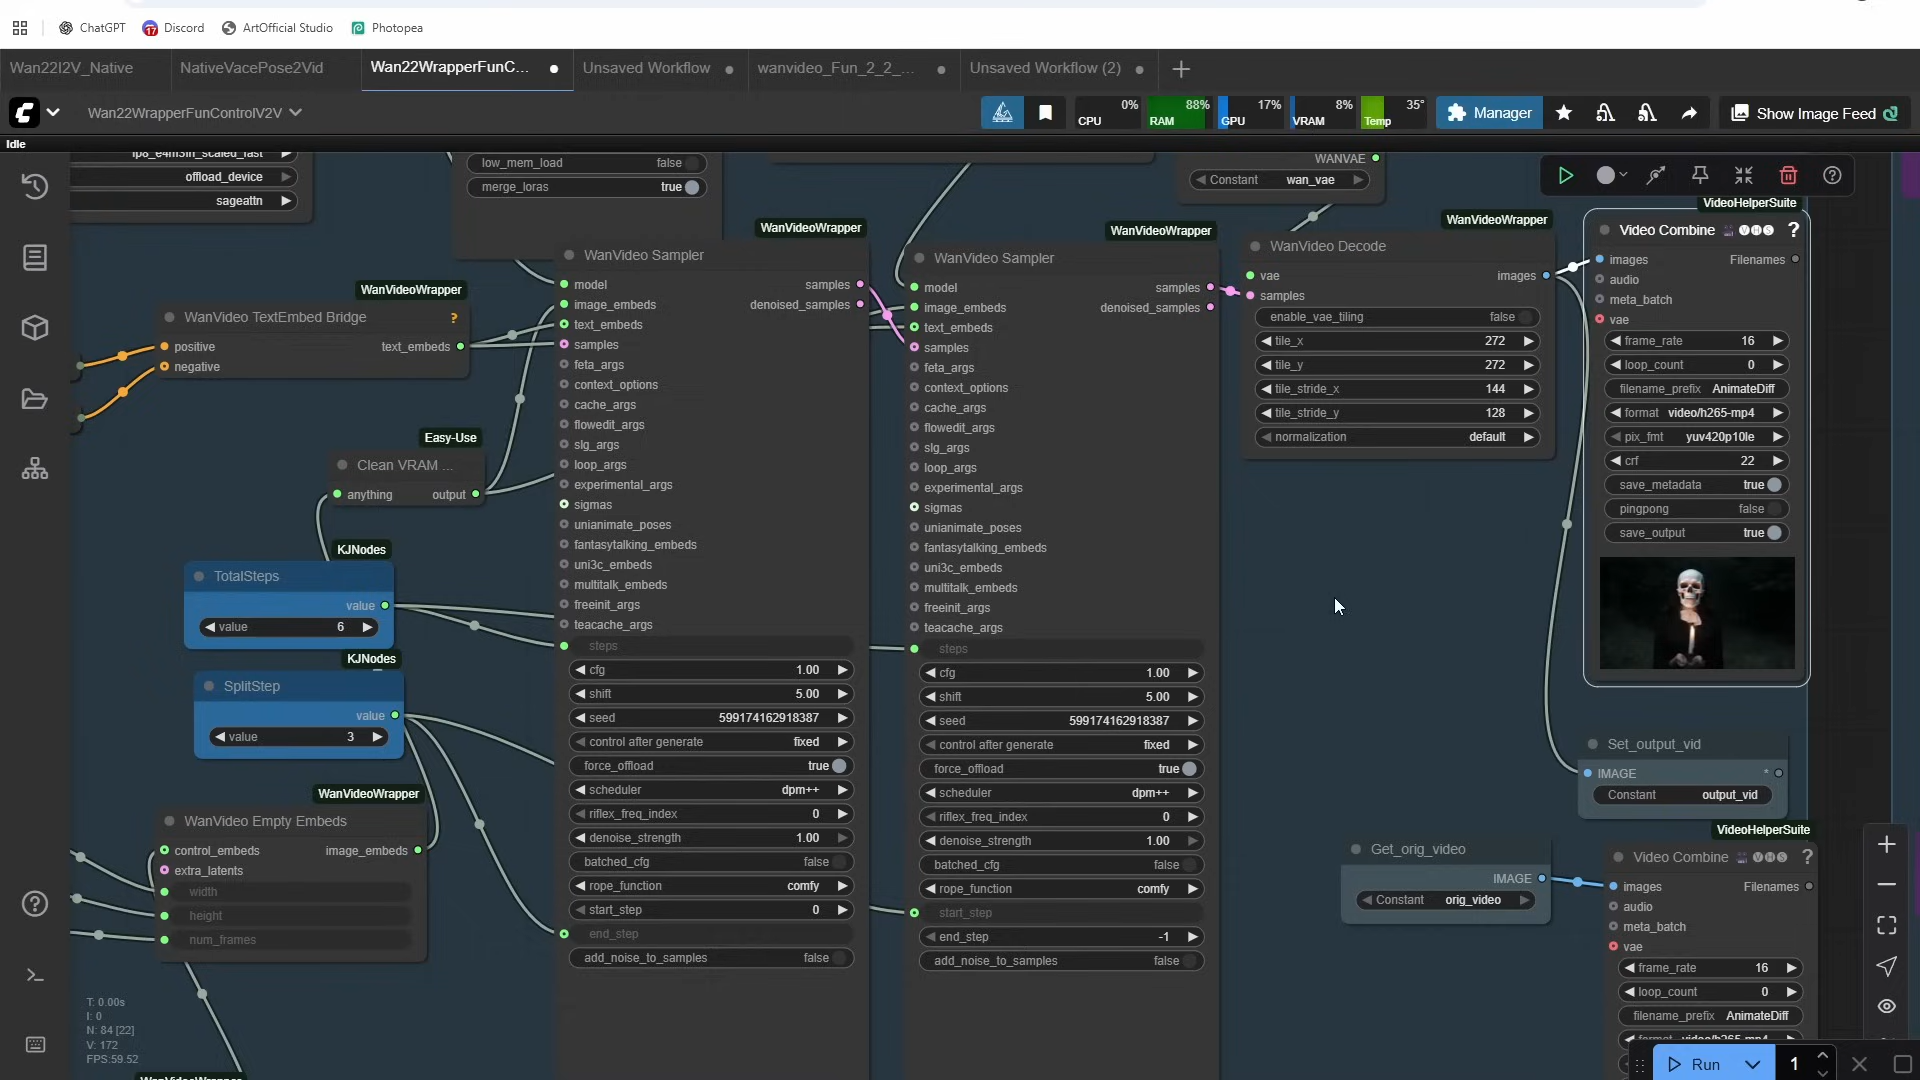 ChatGPT
Discord
ArtOfficial Studio
Photopea
Wan22I2V_Native
NativeVacePose2Vid
Wan22WrapperFunC...
Unsaved Workflow
wanvideo_Fun_2_2_...
Unsaved Workflow (2)
Wan22WrapperFunControlV2V
0%
CPU
88%
RAM
17%
GPU
8%
VRAM
35°
Temp
Manager
Show Image Feed
Idle
offload_device
sageattn
low_mem_load false
merge_loras true
WANVAE
Constant wan_vae
WanVideoWrapper
WanVideo TextEmbed Bridge ?
positive text_embeds
negative
Easy-Use
Clean VRAM ...
anything output
KJNodes
TotalSteps
value
value 6
KJNodes
SplitStep
value
value 3
WanVideoWrapper
WanVideo Empty Embeds
control_embeds image_embeds
extra_latents
width
height
num_frames
T: 0.00s
I: 0
N: 84 [22]
V: 172
FPS:59.52
WanVideoWrapper
WanVideoWrapper
WanVideo Sampler
model samples
image_embeds denoised_samples
text_embeds
samples
feta_args
context_options
cache_args
flowedit_args
slg_args
loop_args
experimental_args
sigmas
unianimate_poses
fantasytalking_embeds
uni3c_embeds
multitalk_embeds
freeinit_args
teacache_args
steps
cfg 1.00
shift 5.00
seed 599174162918387
control after generate fixed
force_offload true
scheduler dpm++
riflex_freq_index 0
denoise_strength 1.00
batched_cfg false
rope_function comfy
start_step 0
end_step
add_noise_to_samples false
WanVideoWrapper
WanVideo Sampler
model samples
image_embeds denoised_samples
text_embeds
samples
feta_args
context_options
cache_args
flowedit_args
slg_args
loop_args
experimental_args
sigmas
unianimate_poses
fantasytalking_embeds
uni3c_embeds
multitalk_embeds
freeinit_args
teacache_args
steps
cfg 1.00
shift 5.00
seed 599174162918387
control after generate fixed
force_offload true
scheduler dpm++
riflex_freq_index 0
denoise_strength 1.00
batched_cfg false
rope_function comfy
start_step
end_step -1
add_noise_to_samples false
WanVideoWrapper
WanVideo Decode
vae images
samples
enable_vae_tiling false
tile_x 272
tile_y 272
tile_stride_x 144
tile_stride_y 128
normalization default
VideoHelperSuite
Video Combine VHS ?
images Filenames
audio
meta_batch
vae
frame_rate 16
loop_count 0
filename_prefix AnimateDiff
format video/h265-mp4
pix_fmt yuv420p10le
crf 22
save_metadata true
pingpong false
save_output true
Set_output_vid
IMAGE *
Constant output_vid
Get_orig_video
IMAGE
Constant orig_video
VideoHelperSuite
Video Combine VHS ?
images Filenames
audio
meta_batch
vae
frame_rate 16
loop_count 0
filename_prefix AnimateDiff
format video/h265-mp4
Run 1